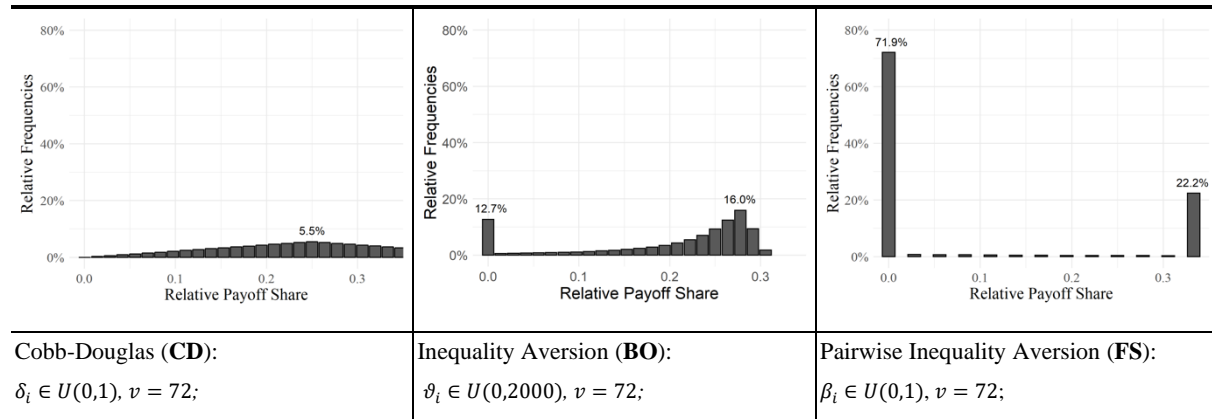 80%
60%
40%
20%
0%
Relative Frequencies
5.5%
0.0 0.1 0.2 0.3
Relative Payoff Share
80%
60%
40%
20%
0%
Relative Frequencies
12.7%
16.0%
0.0 0.1 0.2 0.3
Relative Payoff Share
80%
60%
40%
20%
0%
Relative Frequencies
71.9%
22.2%
0.0 0.1 0.2 0.3
Relative Payoff Share
Cobb-Douglas (CD):
δᵢ ∈ U(0,1), v = 72;
Inequality Aversion (BO):
ϑᵢ ∈ U(0,2000), v = 72;
Pairwise Inequality Aversion (FS):
βᵢ ∈ U(0,1), v = 72;